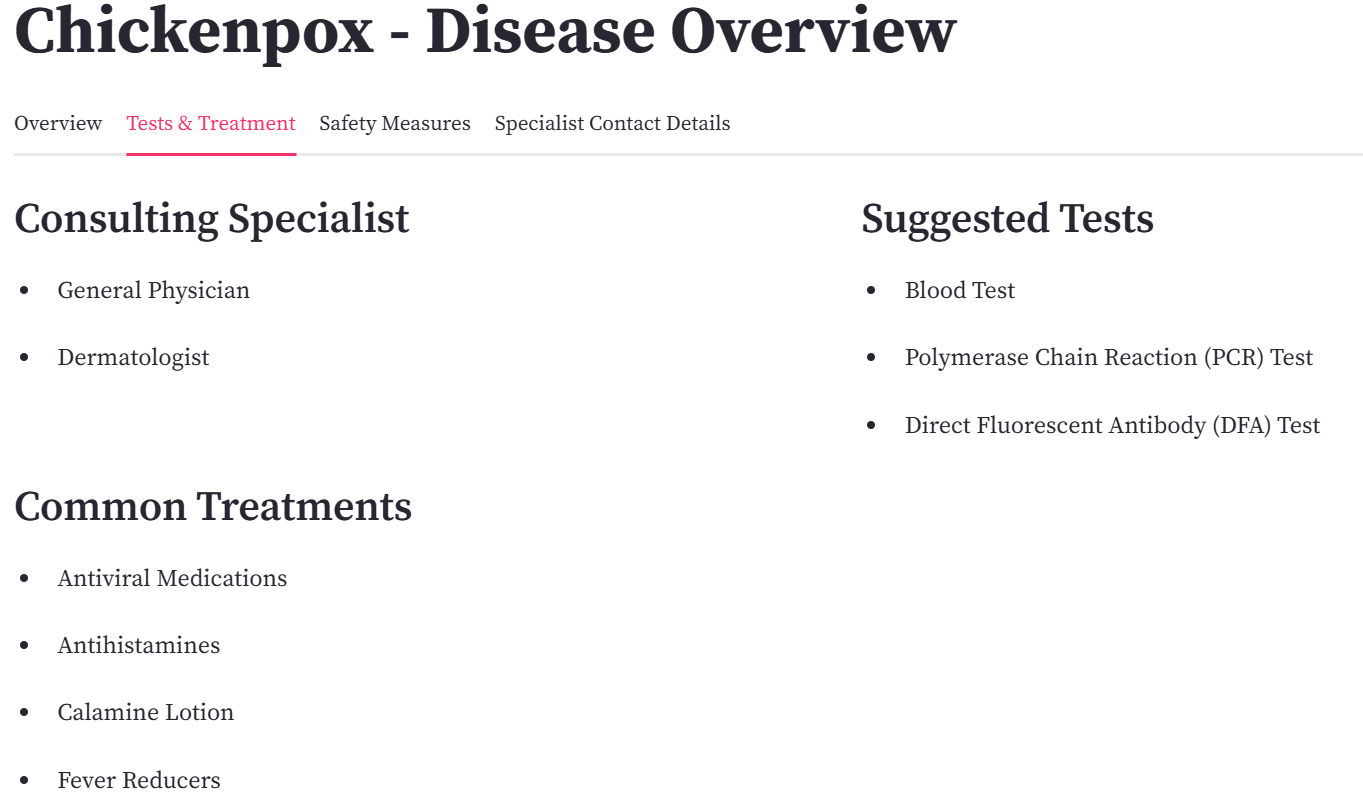 Chickenpox - Disease Overview
Overview Tests & Treatment Safety Measures Specialist Contact Details
Consulting Specialist
• General Physician
• Dermatologist
Suggested Tests
• Blood Test
• Polymerase Chain Reaction (PCR) Test
• Direct Fluorescent Antibody (DFA) Test
Common Treatments
• Antiviral Medications
• Antihistamines
• Calamine Lotion
• Fever Reducers